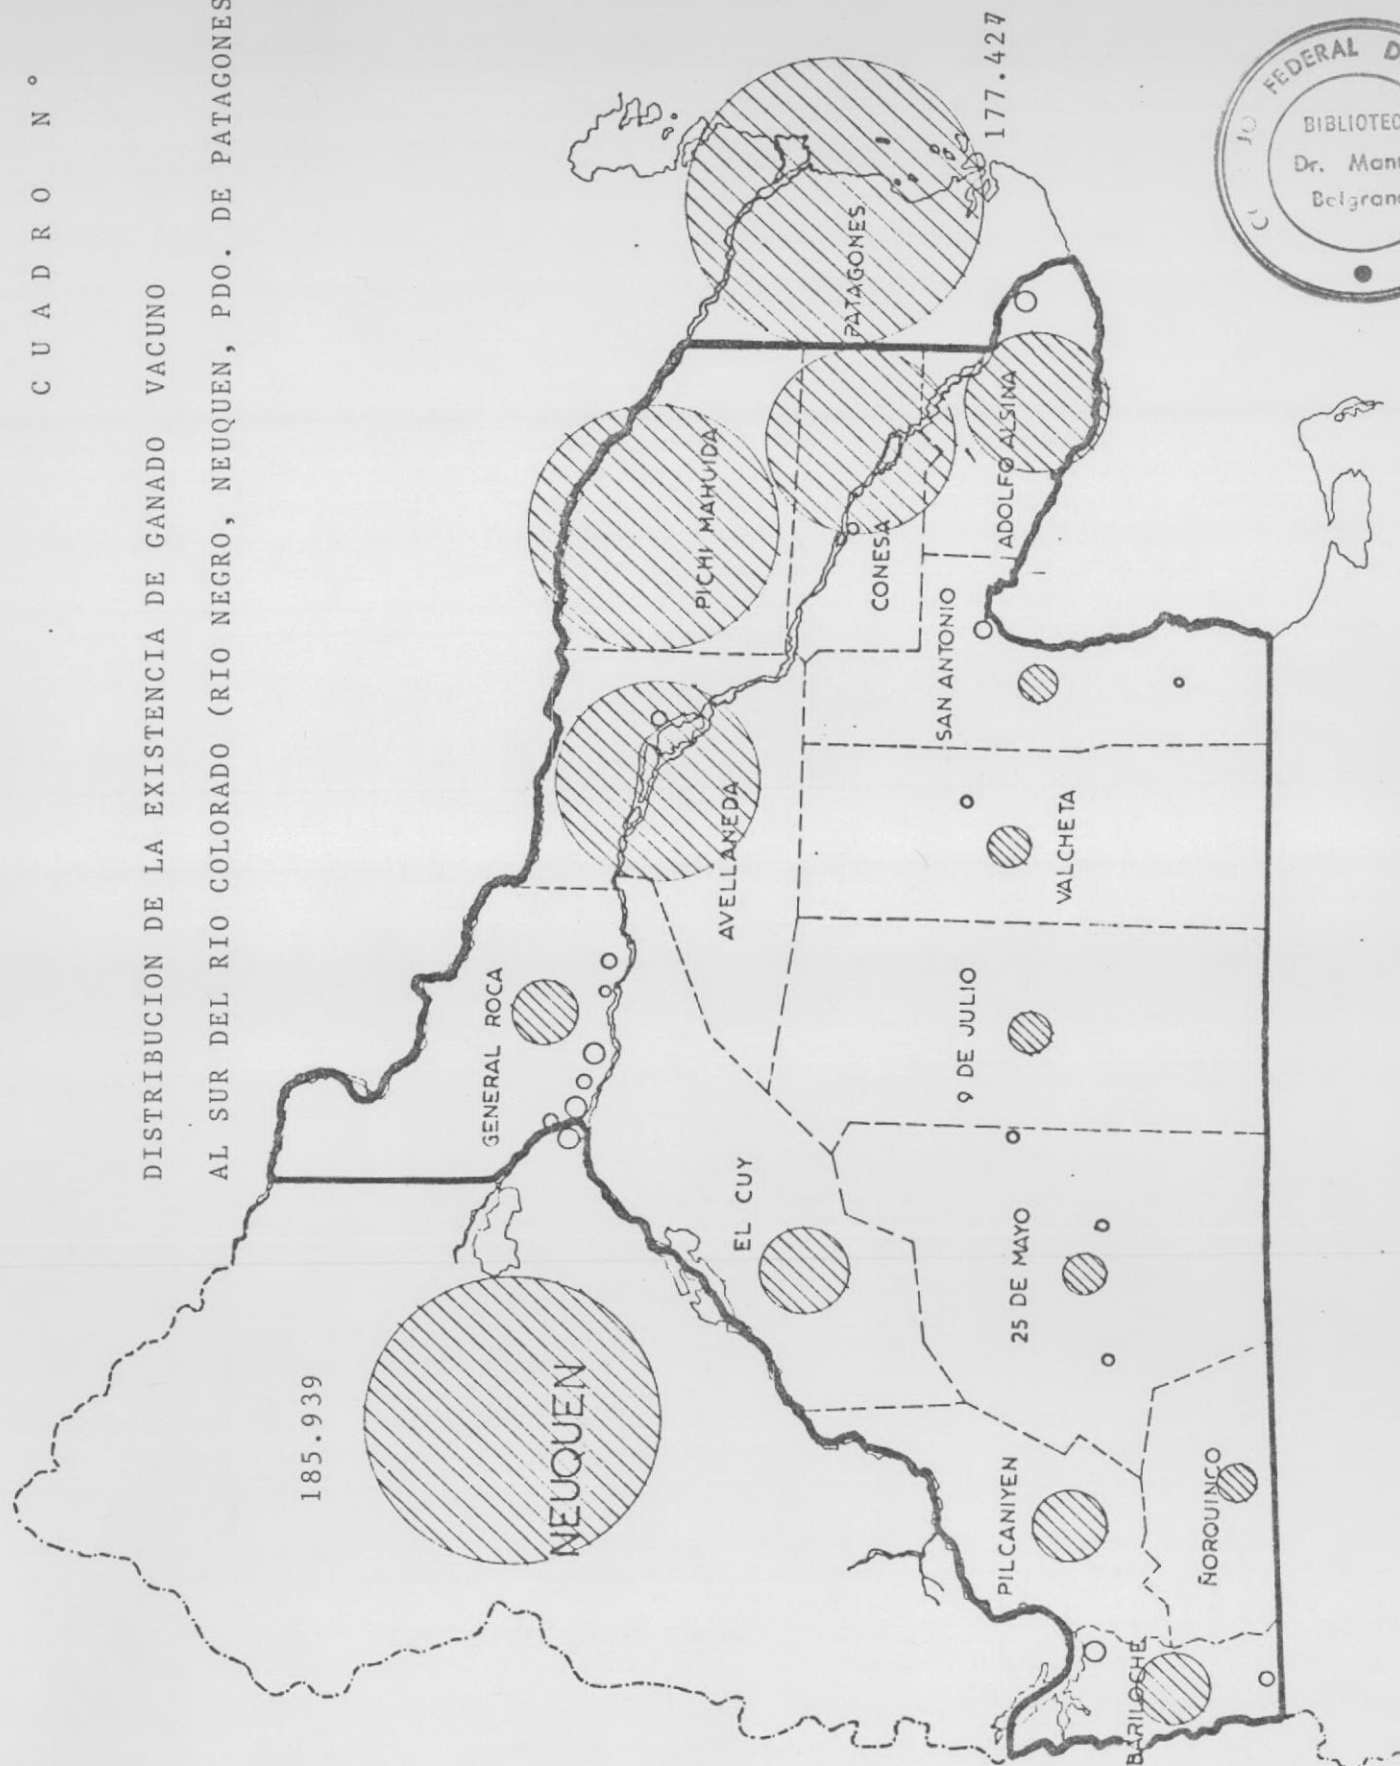 CUADRO N°
DISTRIBUCION DE LA EXISTENCIA DE GANADO VACUNO
AL SUR DEL RIO COLORADO (RIO NEGRO, NEUQUEN, PDO. DE PATAGONES
185.939
NEUQUEN
GENERAL ROCA
AVELLANEDA
PICHI MAHUIDA
PATAGONES
177.427
CONESA
ADOLFO ALSINA
SAN ANTONIO
VALCHETA
9 DE JULIO
EL CUY
25 DE MAYO
PILCANIYEN
ÑORQUINCO
BARILOCHE
FEDERAL D
BIBLIOTEC
Dr. Man
Belgran